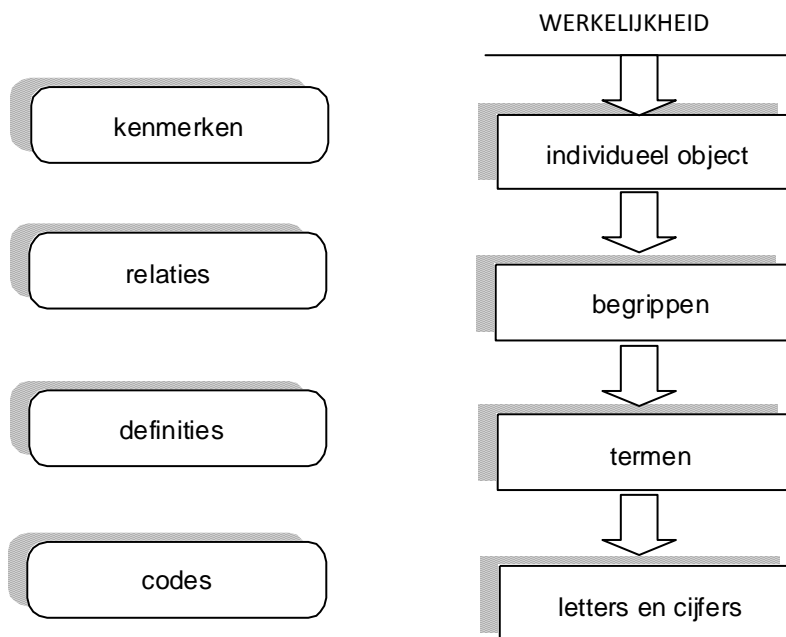 WERKELIJKHEID
kenmerken
individueel object
relaties
begrippen
definities
termen
codes
letters en cijfers